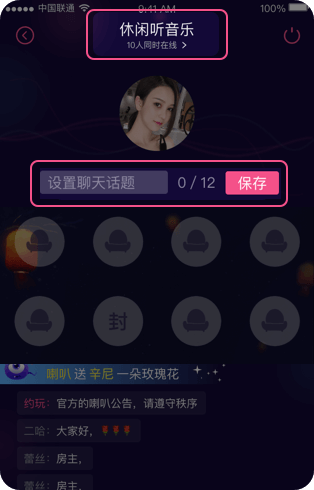 中国联通 9:41 AM 100%
休闲听音乐
10人同时在线 >
设置聊天话题 0 / 12 保存
封
喇叭 送 辛尼 一朵玫瑰花
约玩: 官方的喇叭公告，请遵守秩序
二哈: 大家好，
蕾丝: 房主，
蕾丝: 房主，